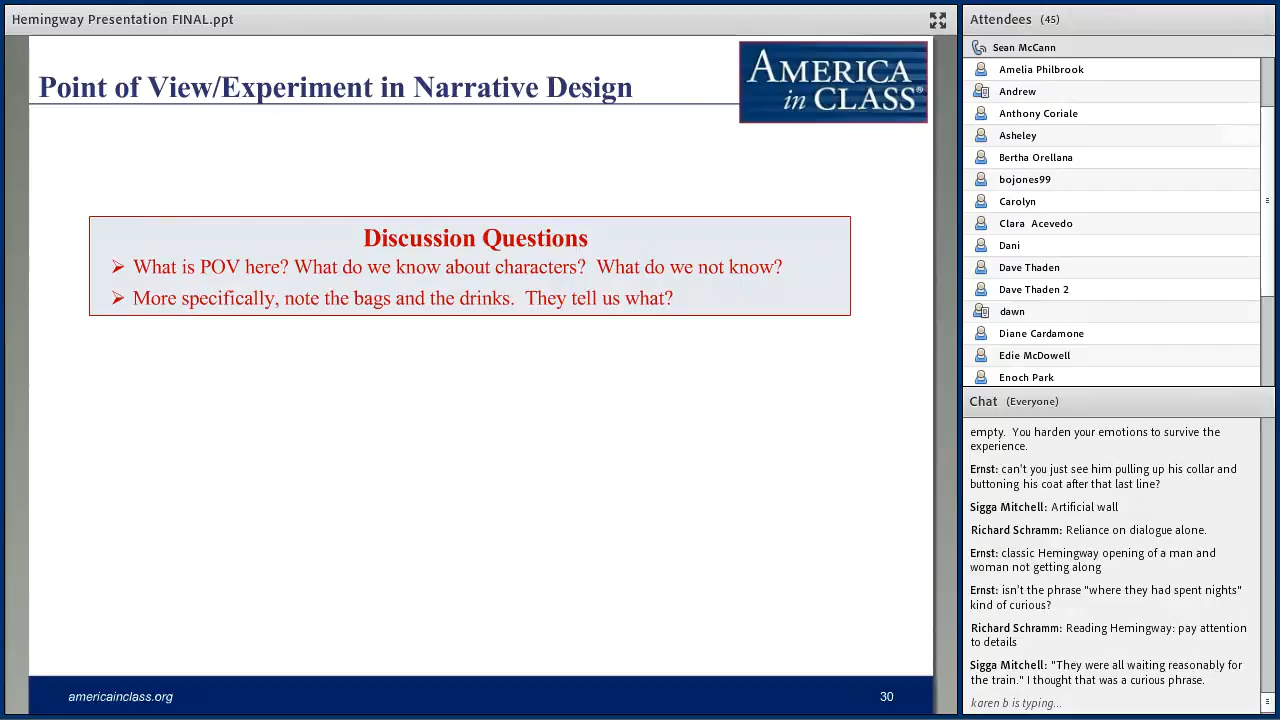 Hemingway Presentation FINAL.ppt
Point of View/Experiment in Narrative Design
AMERICA
in CLASS®
Discussion Questions
➢ What is POV here? What do we know about characters?  What do we not know?
➢ More specifically, note the bags and the drinks.  They tell us what?
americainclass.org
30
Attendees (45)
Sean McCann
Amelia Philbrook
Andrew
Anthony Coriale
Asheley
Bertha Orellana
bojones99
Carolyn
Clara  Acevedo
Dani
Dave Thaden
Dave Thaden 2
dawn
Diane Cardamone
Edie McDowell
Enoch Park
Chat (Everyone)
empty.  You harden your emotions to survive the
experience.
Ernst: can't you just see him pulling up his collar and
buttoning his coat after that last line?
Sigga Mitchell: Artificial wall
Richard Schramm: Reliance on dialogue alone.
Ernst: classic Hemingway opening of a man and
woman not getting along
Ernst: isn't the phrase "where they had spent nights"
kind of curious?
Richard Schramm: Reading Hemingway: pay attention
to details
Sigga Mitchell: "They were all waiting reasonably for
the train." I thought that was a curious phrase.
karen b is typing...